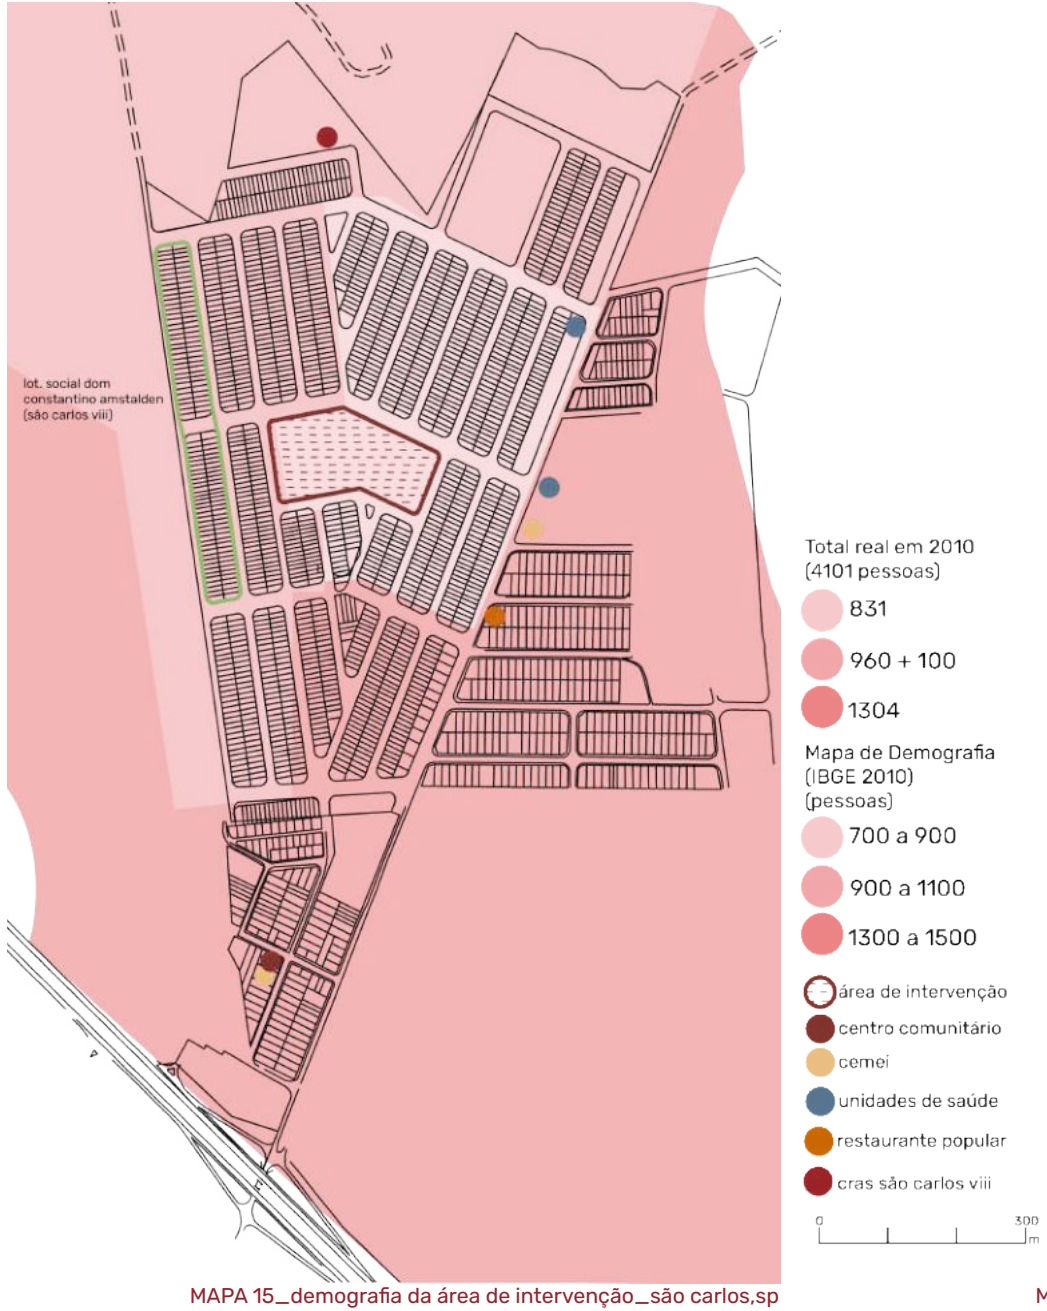 lot. social dom
constantino amstalden
(são carlos viii)
Total real em 2010
(4101 pessoas)
831
960 + 100
1304
Mapa de Demografia
(IBGE 2010)
(pessoas)
700 a 900
900 a 1100
1300 a 1500
área de intervenção
centro comunitário
cemei
unidades de saúde
restaurante popular
cras são carlos viii
0 300
m
MAPA 15_demografia da área de intervenção_são carlos,sp